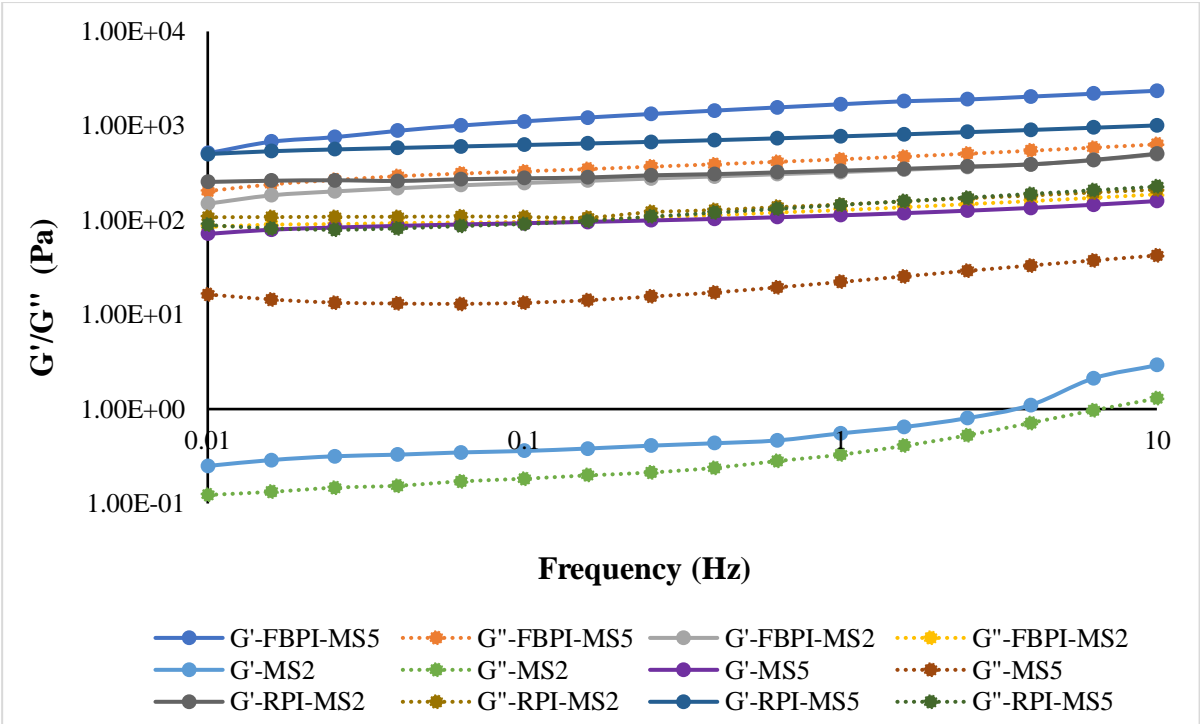 1.00E+04
1.00E+03
1.00E+02
1.00E+01
1.00E+00
1.00E-01
G'/G'' (Pa)
0.01 0.1 1 10
Frequency (Hz)
G'-FBPI-MS5 G''-FBPI-MS5 G'-FBPI-MS2 G''-FBPI-MS2
G'-MS2 G''-MS2 G'-MS5 G''-MS5
G'-RPI-MS2 G''-RPI-MS2 G'-RPI-MS5 G''-RPI-MS5